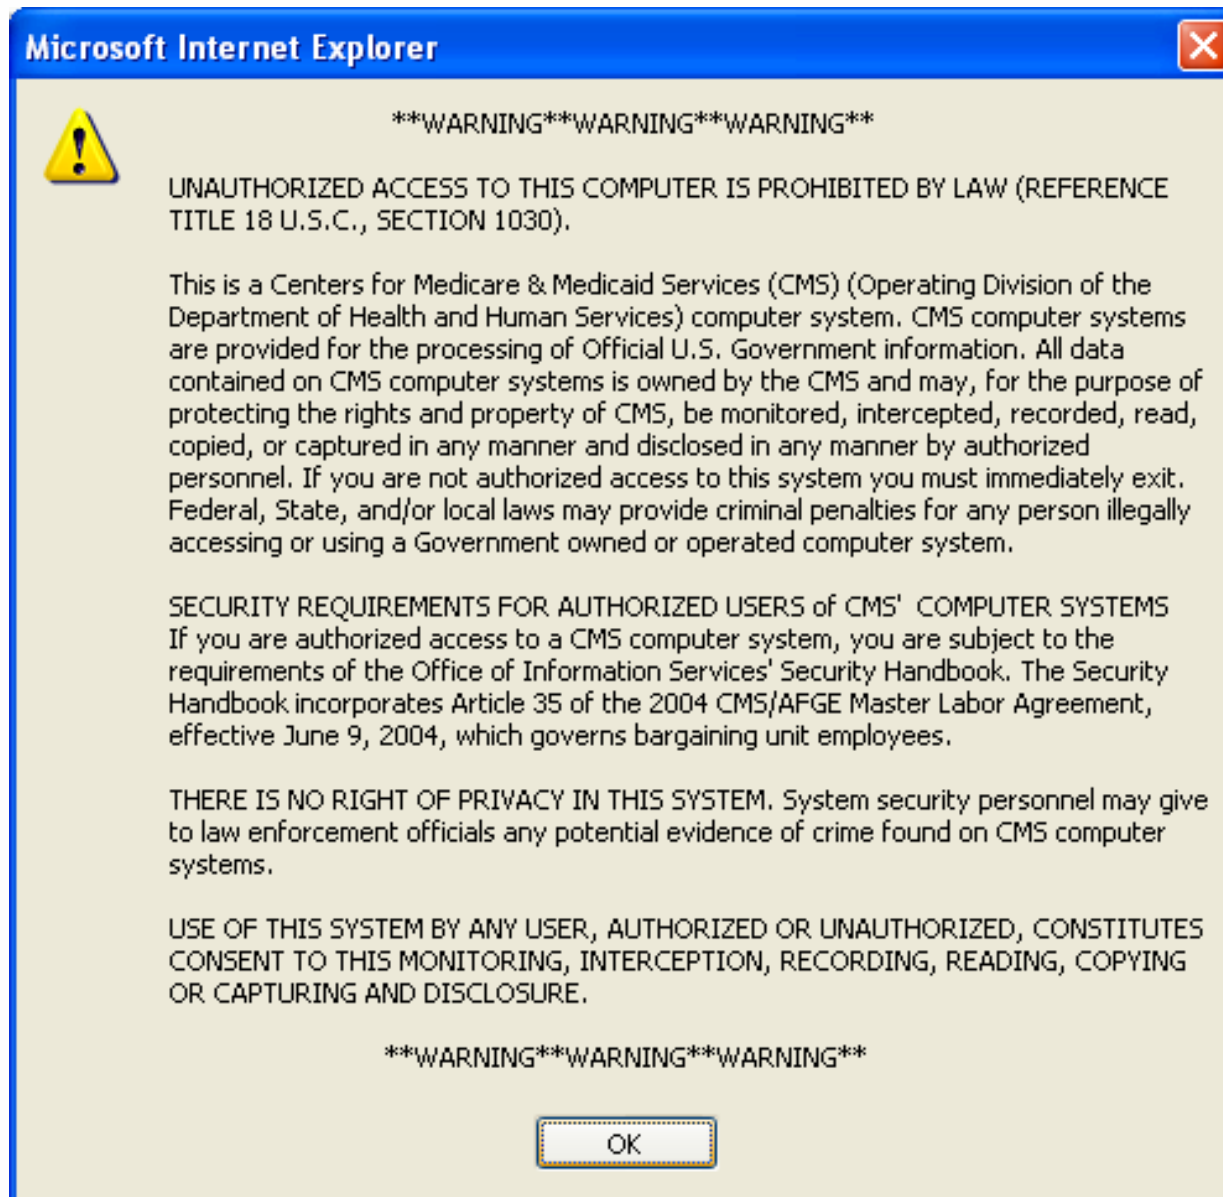 Microsoft Internet Explorer
**WARNING**WARNING**WARNING**
UNAUTHORIZED ACCESS TO THIS COMPUTER IS PROHIBITED BY LAW (REFERENCE
TITLE 18 U.S.C., SECTION 1030).
This is a Centers for Medicare & Medicaid Services (CMS) (Operating Division of the
Department of Health and Human Services) computer system. CMS computer systems
are provided for the processing of Official U.S. Government information. All data
contained on CMS computer systems is owned by the CMS and may, for the purpose of
protecting the rights and property of CMS, be monitored, intercepted, recorded, read,
copied, or captured in any manner and disclosed in any manner by authorized
personnel. If you are not authorized access to this system you must immediately exit.
Federal, State, and/or local laws may provide criminal penalties for any person illegally
accessing or using a Government owned or operated computer system.
SECURITY REQUIREMENTS FOR AUTHORIZED USERS of CMS'  COMPUTER SYSTEMS
If you are authorized access to a CMS computer system, you are subject to the
requirements of the Office of Information Services' Security Handbook. The Security
Handbook incorporates Article 35 of the 2004 CMS/AFGE Master Labor Agreement,
effective June 9, 2004, which governs bargaining unit employees.
THERE IS NO RIGHT OF PRIVACY IN THIS SYSTEM. System security personnel may give
to law enforcement officials any potential evidence of crime found on CMS computer
systems.
USE OF THIS SYSTEM BY ANY USER, AUTHORIZED OR UNAUTHORIZED, CONSTITUTES
CONSENT TO THIS MONITORING, INTERCEPTION, RECORDING, READING, COPYING
OR CAPTURING AND DISCLOSURE.
**WARNING**WARNING**WARNING**
OK